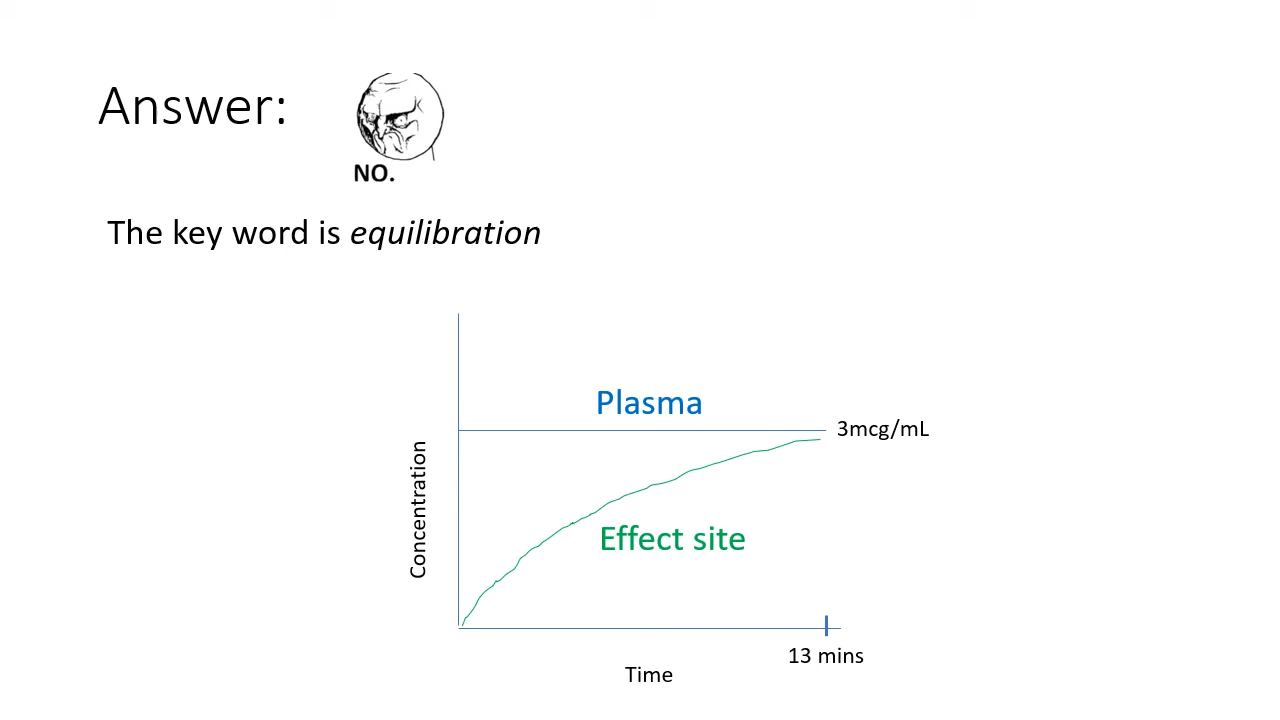 Answer:
NO.
The key word is equilibration
Plasma
3mcg/mL
Concentration
Effect site
13 mins
Time